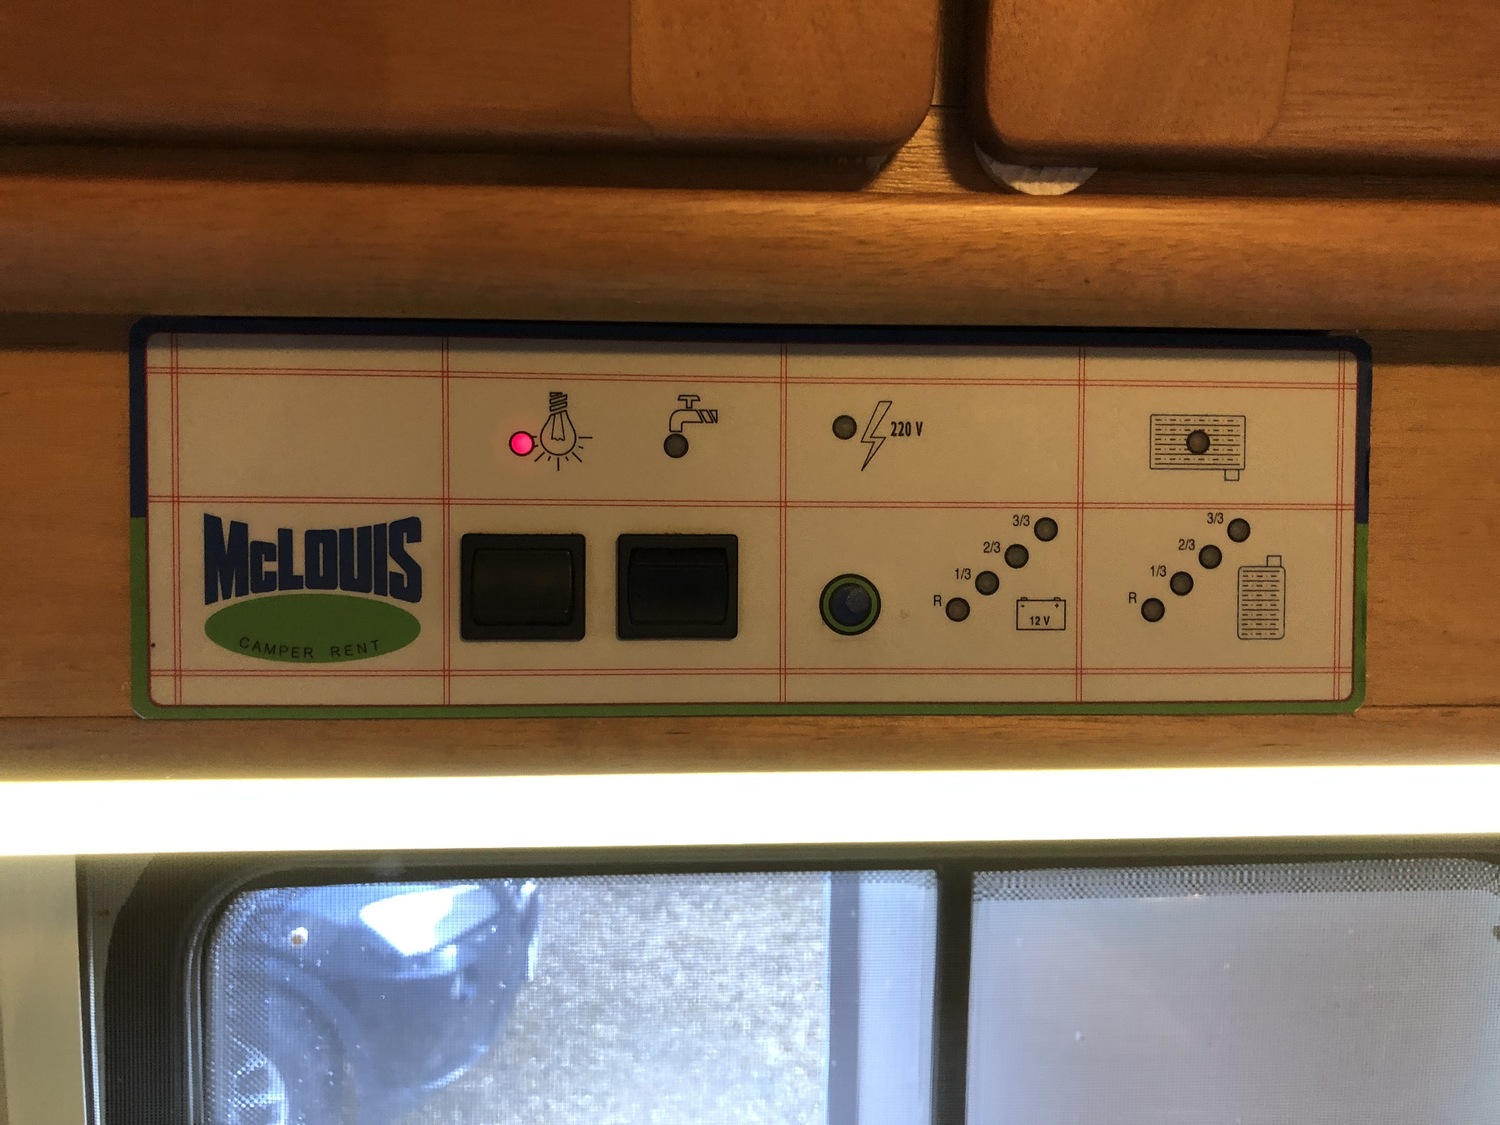 220 V
McLOUIS
CAMPER RENT
3/3
2/3
1/3
R
12 V
3/3
2/3
1/3
R